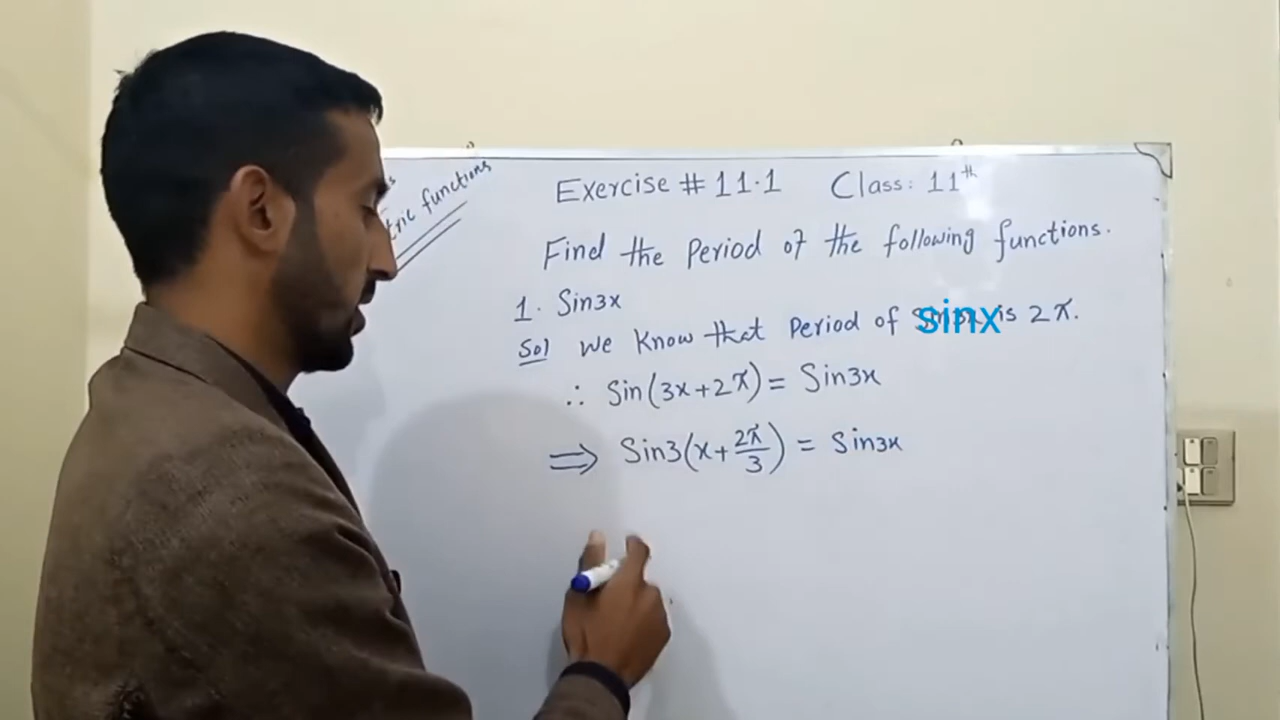 tric functions
Exercise # 11.1 Class: 11th
Find the Period of the following functions.
1. Sin3x
Sol We Know that Period of sinx is 2π.
∴ Sin(3x+2π) = Sin3x
⟹ Sin3(x+2π/3) = Sin3x